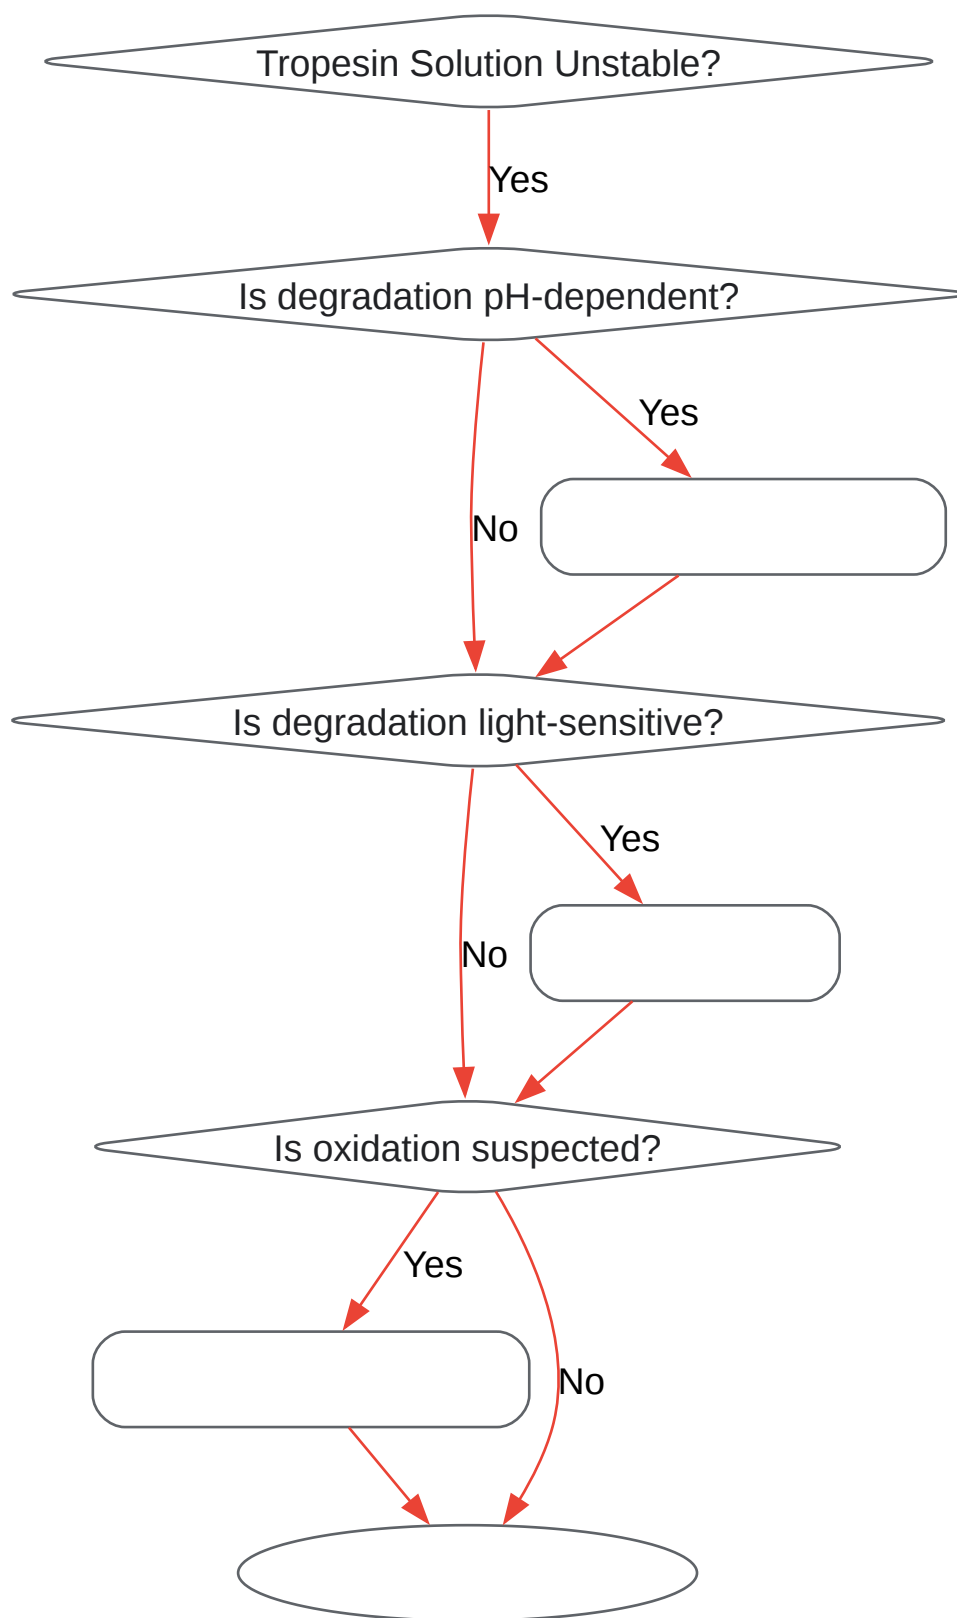 Tropesin Solution Unstable?
Yes
Is degradation pH-dependent?
Yes
No
Is degradation light-sensitive?
Yes
No
Is oxidation suspected?
Yes
No